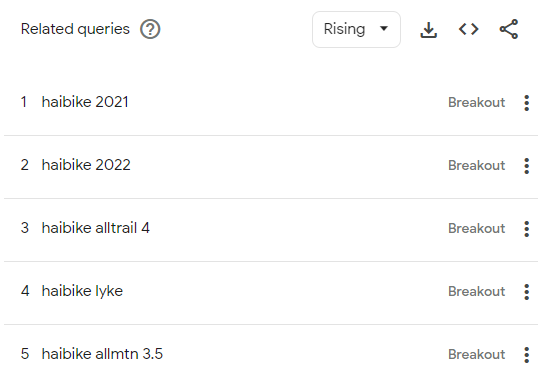 Related queries ? Rising
1 haibike 2021 Breakout
2 haibike 2022 Breakout
3 haibike alltrail 4 Breakout
4 haibike lyke Breakout
5 haibike allmtn 3.5 Breakout